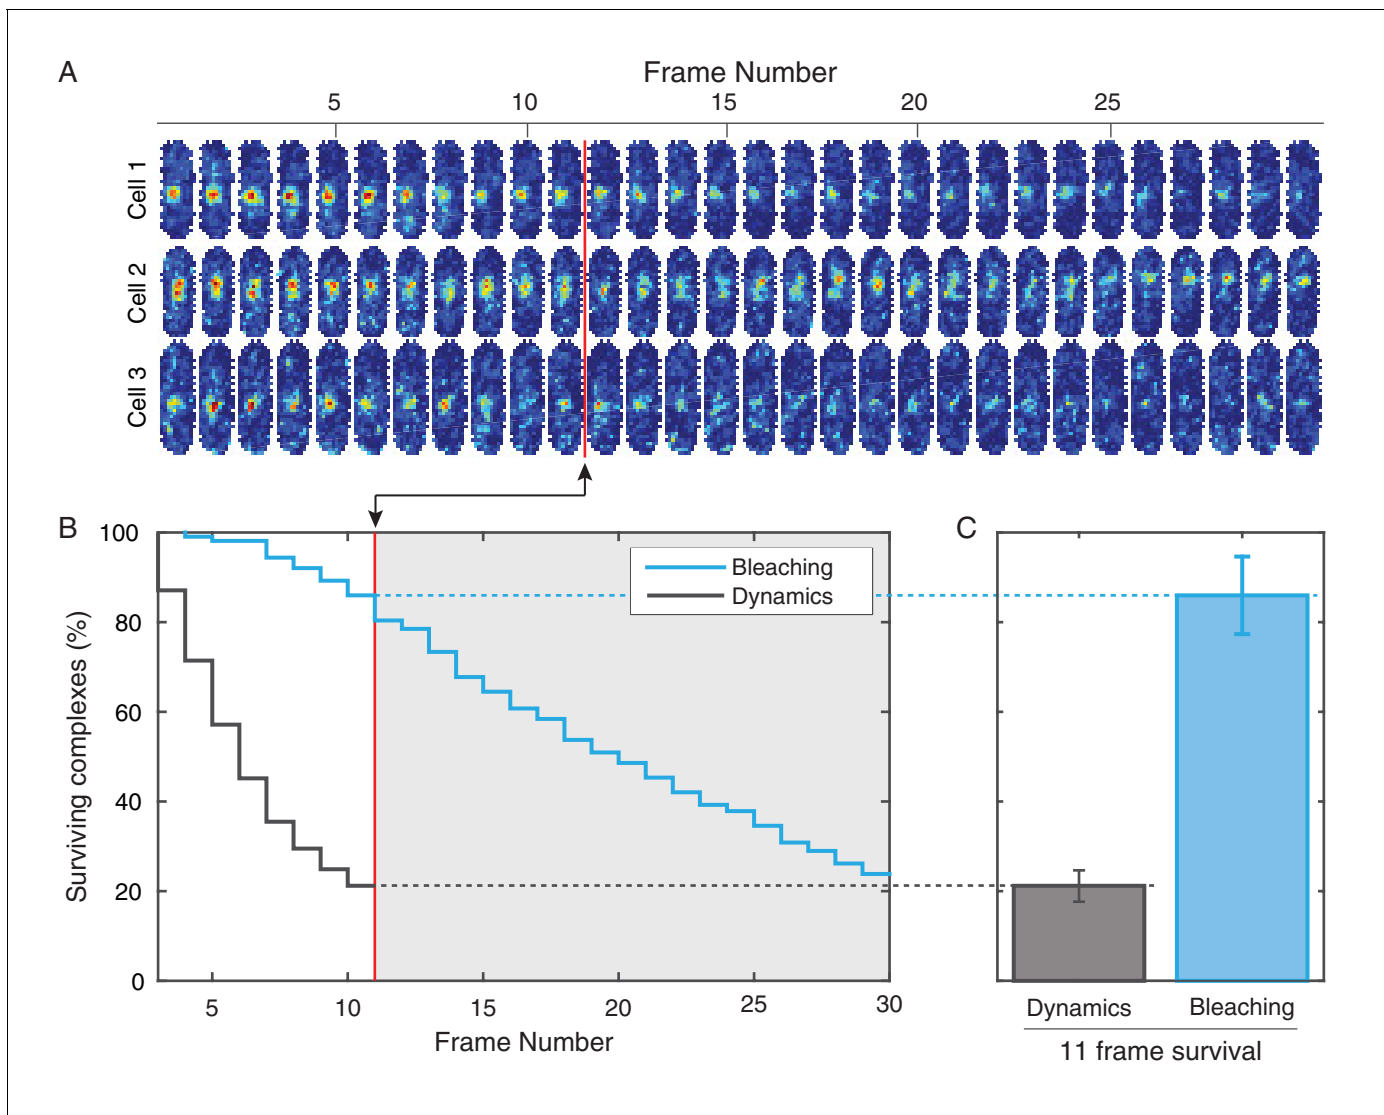 A
Frame Number
5 10 15 20 25
Cell 1
Cell 2
Cell 3
B
Surviving complexes (%)
100
80
60
40
20
0
Bleaching
Dynamics
5 10 15 20 25 30
Frame Number
C
Dynamics Bleaching
11 frame survival